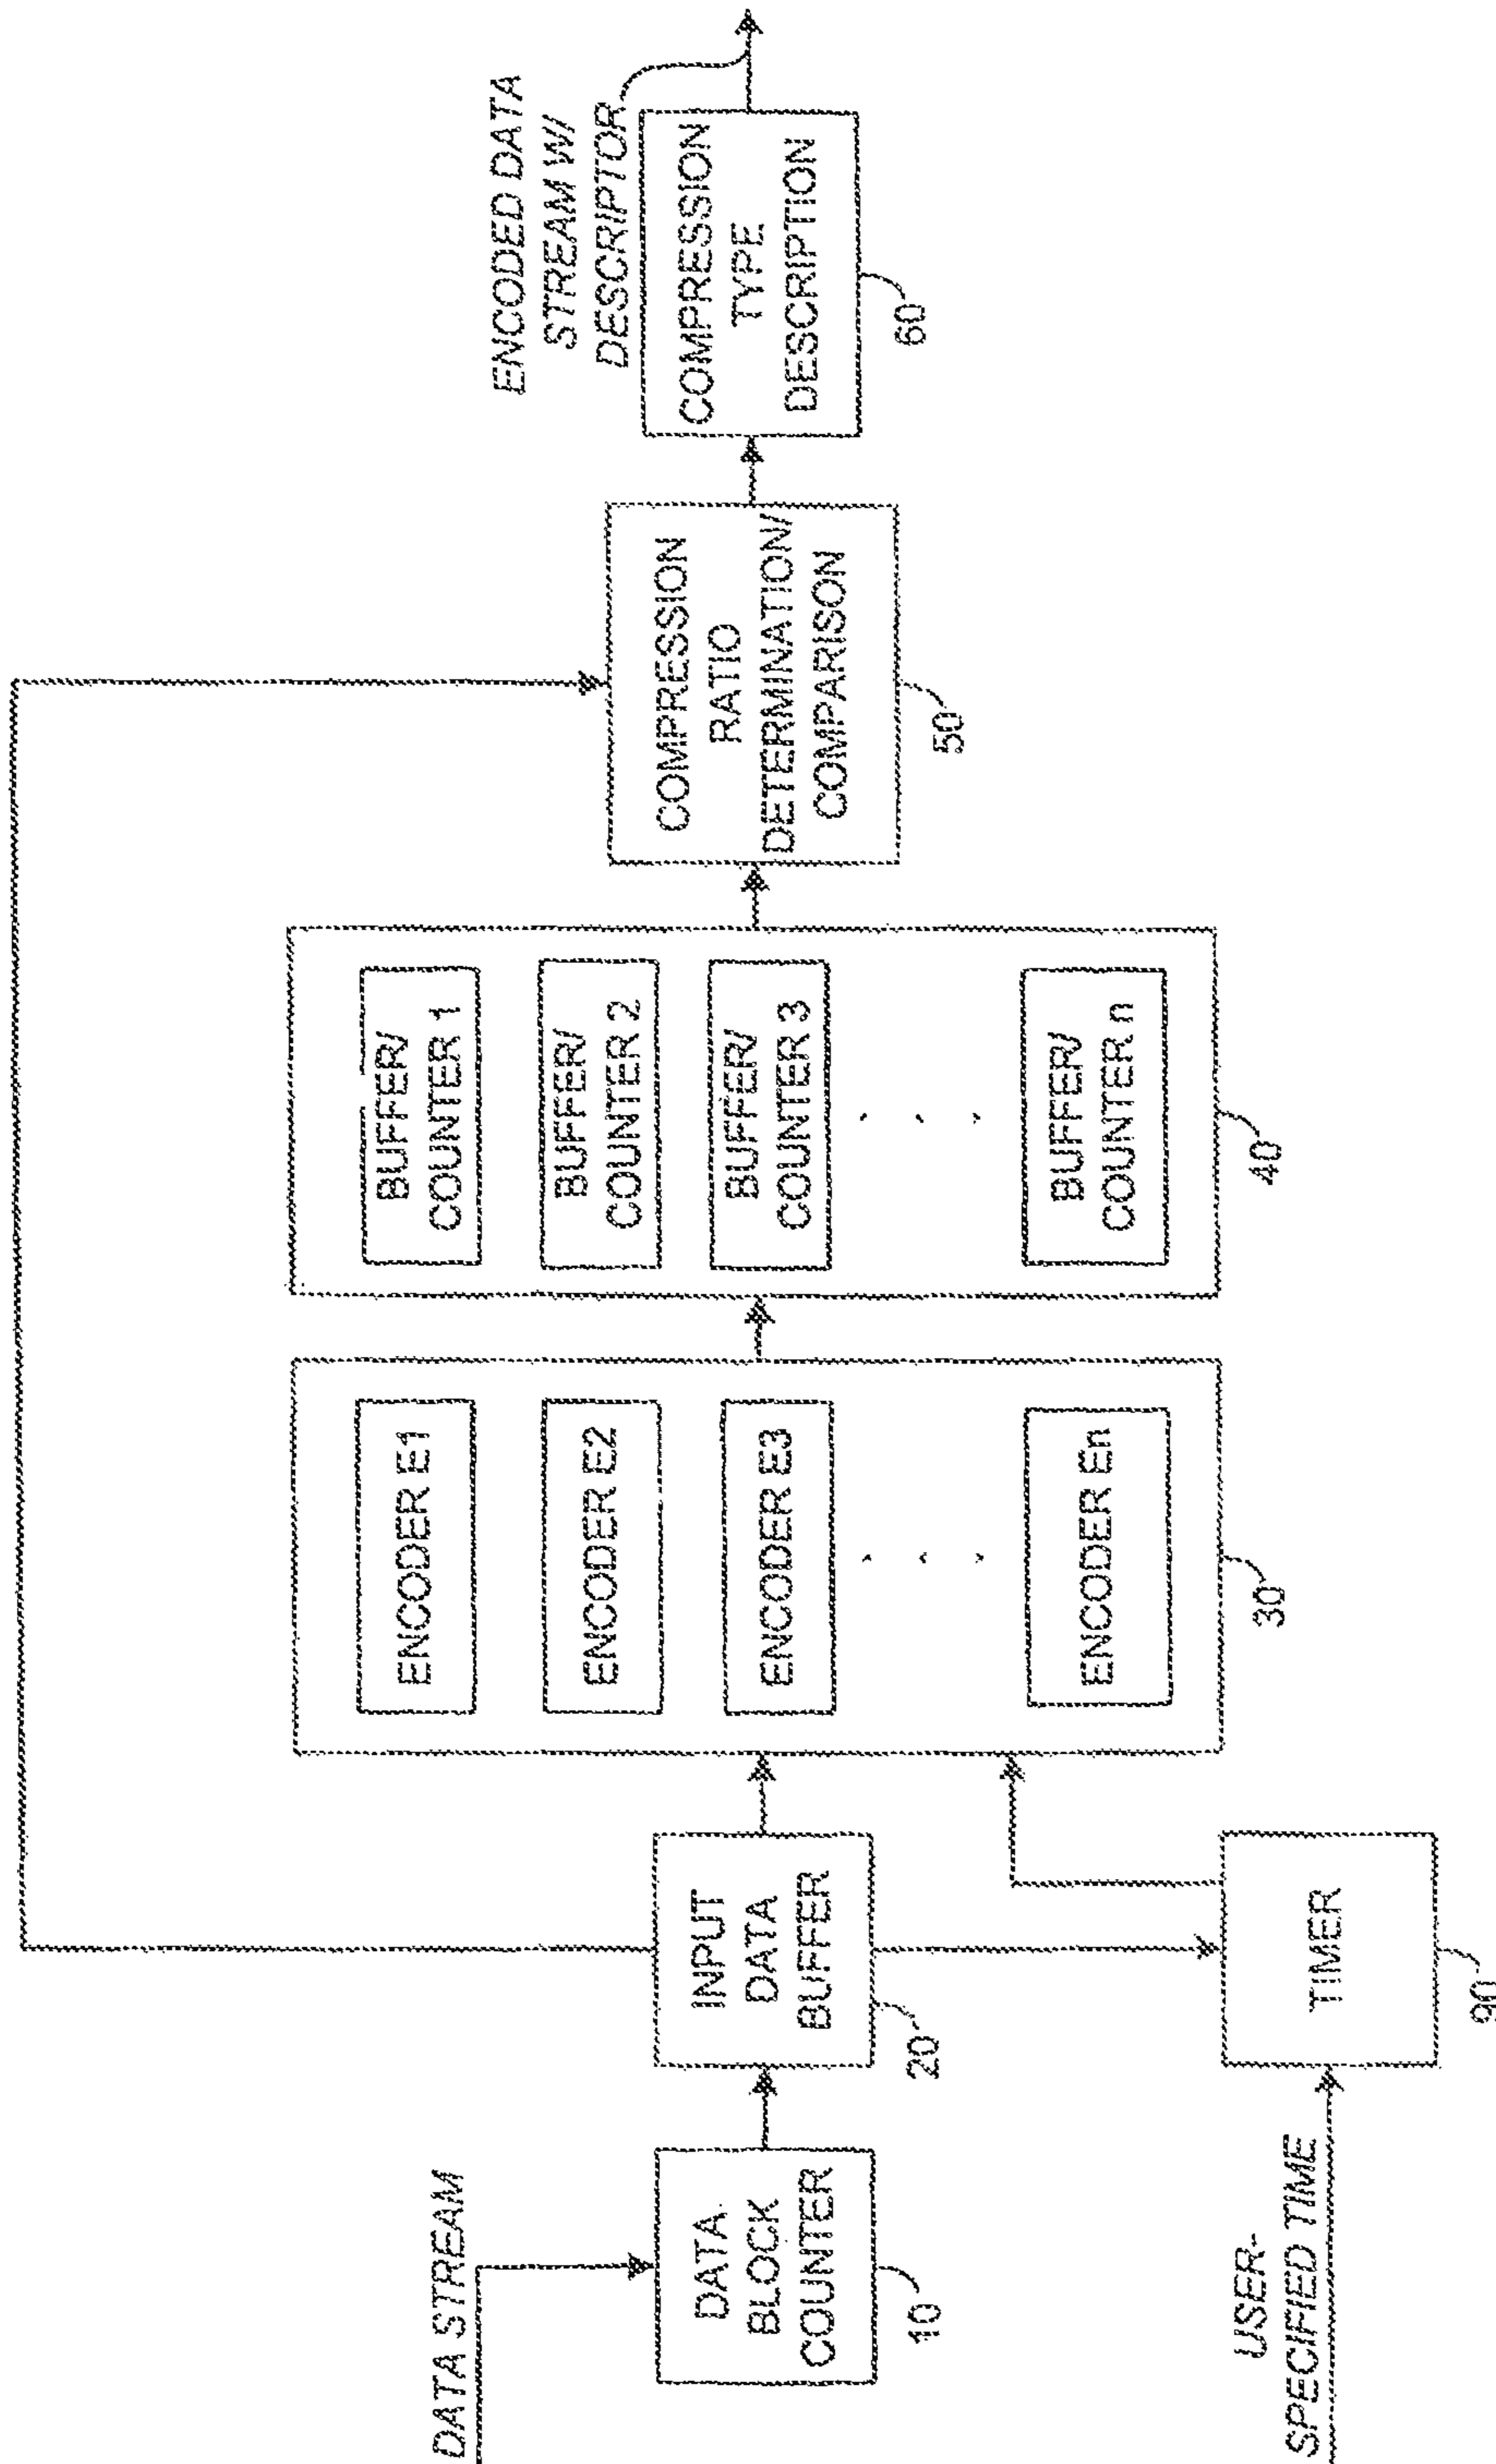 DATA STREAM
DATA
BLOCK
COUNTER
10
INPUT
DATA
BUFFER
20
USER-
SPECIFIED TIME
TIMER
90
ENCODER E1
ENCODER E2
ENCODER E3
. . .
ENCODER En
30
BUFFER/
COUNTER 1
BUFFER/
COUNTER 2
BUFFER/
COUNTER 3
. . .
BUFFER/
COUNTER n
40
COMPRESSION
RATIO
DETERMINATION/
COMPARISON
50
COMPRESSION
TYPE
DESCRIPTION
60
ENCODED DATA
STREAM W/
DESCRIPTOR